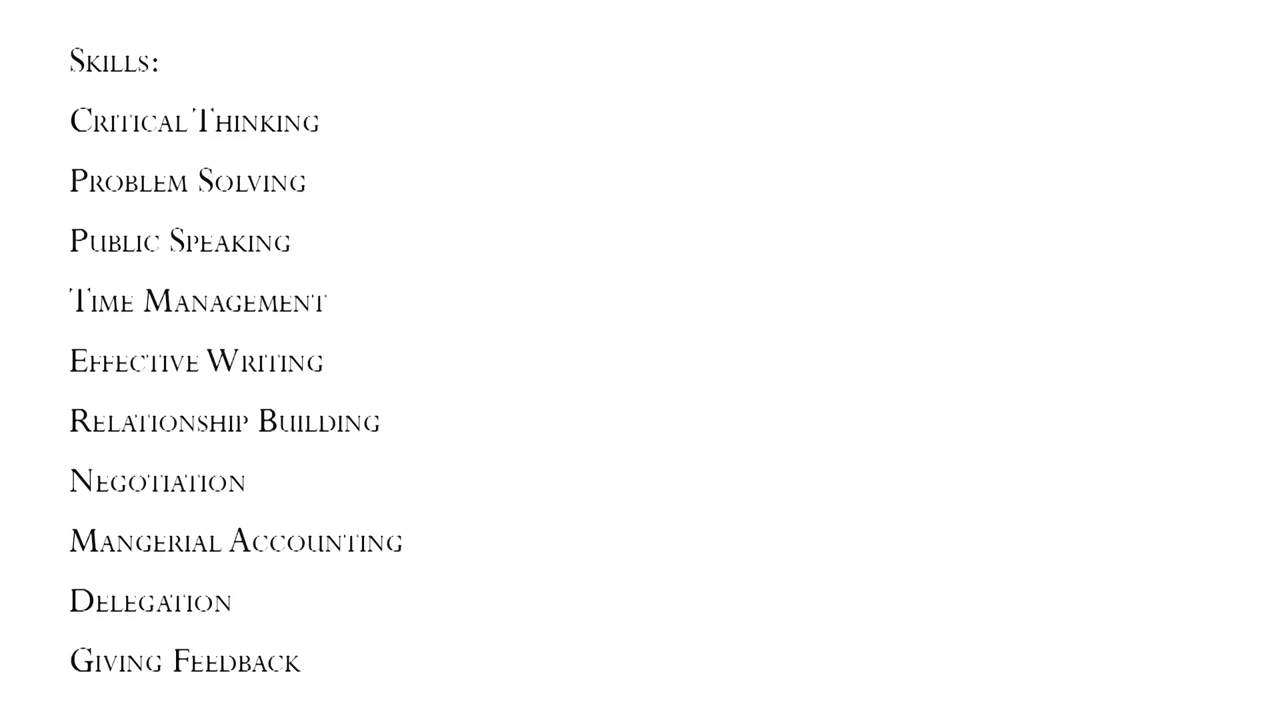 Skills:
Critical Thinking
Problem Solving
Public Speaking
Time Management
Effective Writing
Relationship Building
Negotiation
Mangerial Accounting
Delegation
Giving Feedback